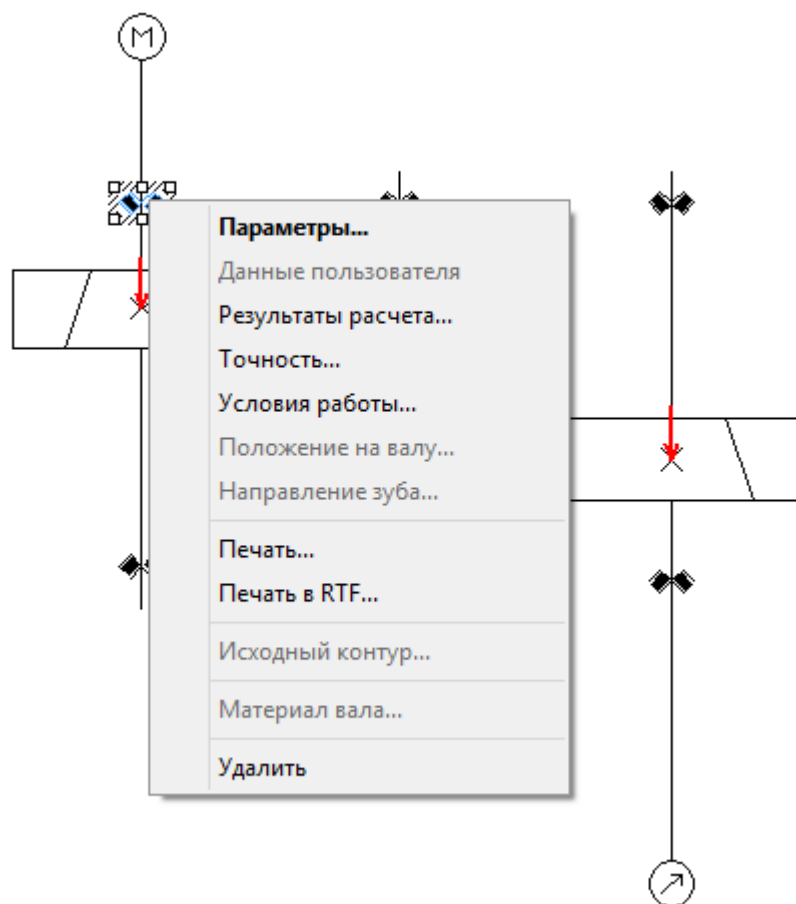 M
Параметры...
Данные пользователя
Результаты расчета...
Точность...
Условия работы...
Положение на валу...
Направление зуба...
Печать...
Печать в RTF...
Исходный контур...
Материал вала...
Удалить